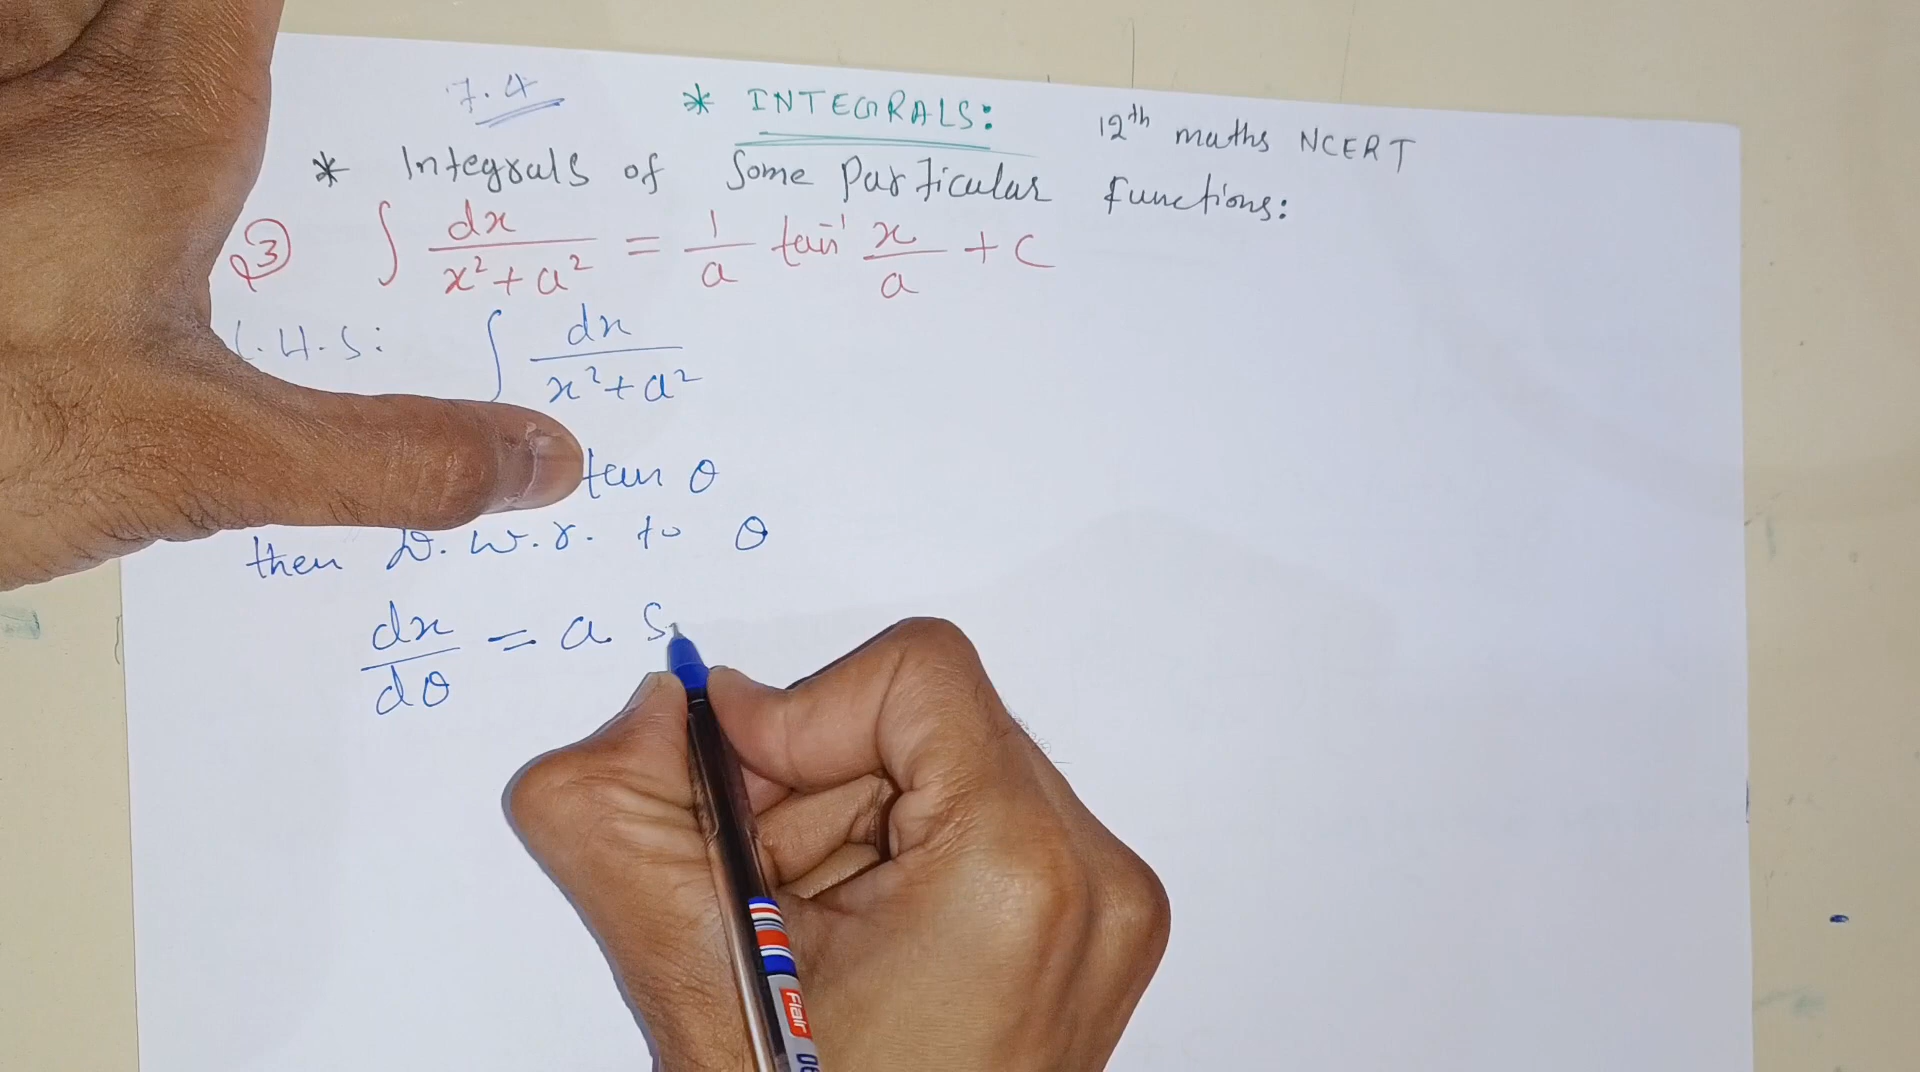 7.4
* INTEGRALS:
12th maths NCERT
* Integrals of Some Particular Functions:
③ ∫ dx / x² + a² = 1/a tan⁻¹ x/a + C
L.H.S: ∫ dx / x² + a²
tan θ
then D.w.r. to θ
dx/dθ = a S
Flair